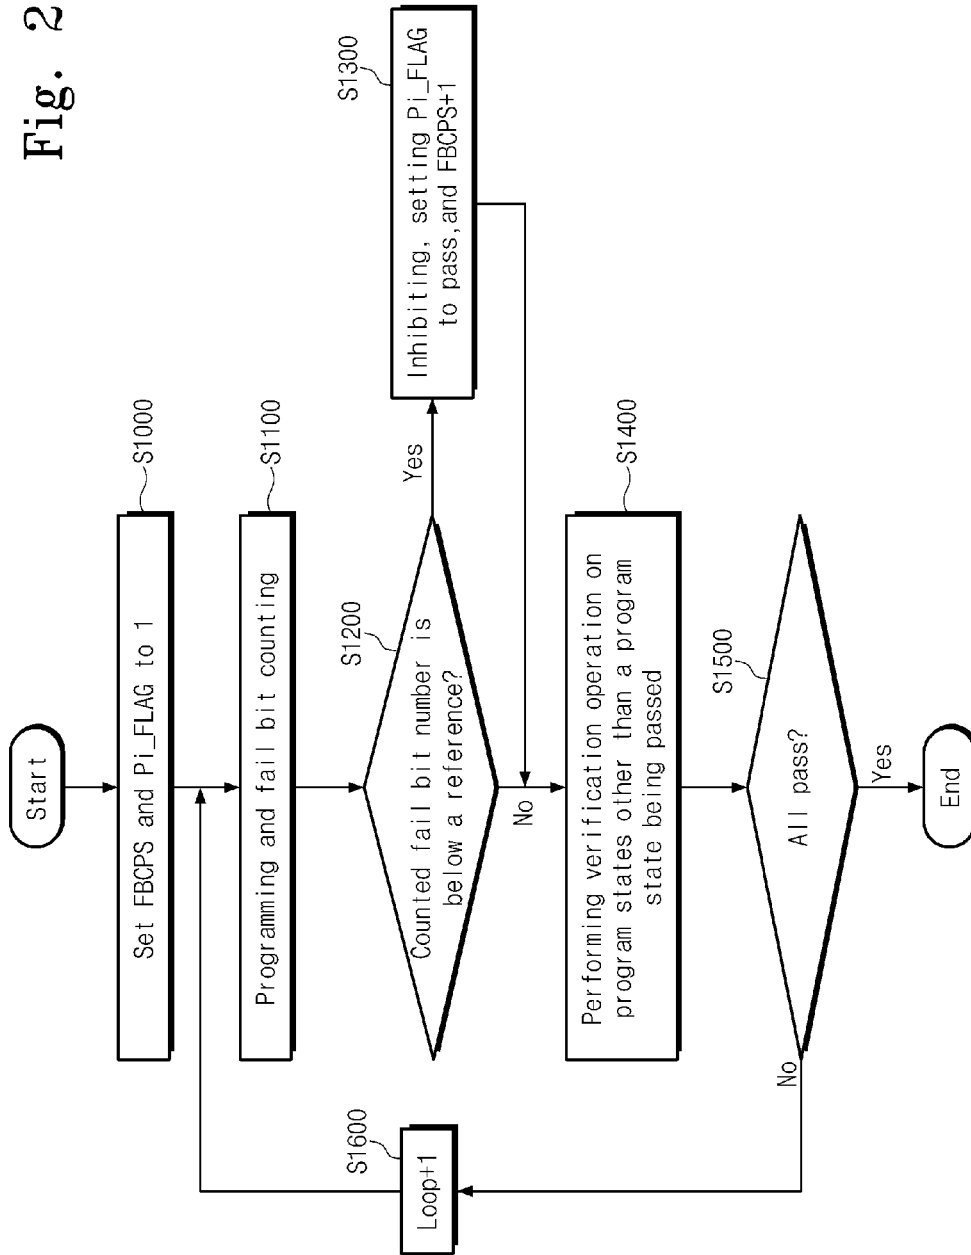 Fig. 2
Start
Set FBCPS and Pi_FLAG to 1
S1000
Programming and fail bit counting
S1100
Counted fail bit number is
below a reference?
S1200
Yes
No
Inhibiting, setting Pi_FLAG
to pass,and FBCPS+1
S1300
Performing verification operation on
program states other than a program
state being passed
S1400
All pass?
S1500
No
Yes
Loop+1
S1600
End